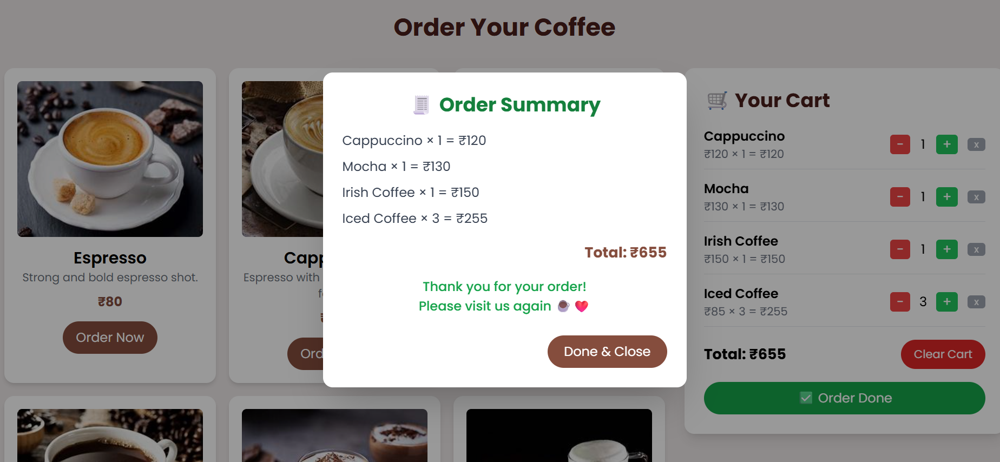 Order Your Coffee
Espresso
Strong and bold espresso shot.
₹80
Order Now
Espresso with
Order Summary
Cappuccino × 1 = ₹120
Mocha × 1 = ₹130
Irish Coffee × 1 = ₹150
Iced Coffee × 3 = ₹255
Total: ₹655
Thank you for your order!
Please visit us again
Done & Close
Your Cart
Cappuccino
₹120 × 1 = ₹120
− 1 + x
Mocha
₹130 × 1 = ₹130
− 1 + x
Irish Coffee
₹150 × 1 = ₹150
− 1 + x
Iced Coffee
₹85 × 3 = ₹255
− 3 + x
Total: ₹655
Clear Cart
Order Done